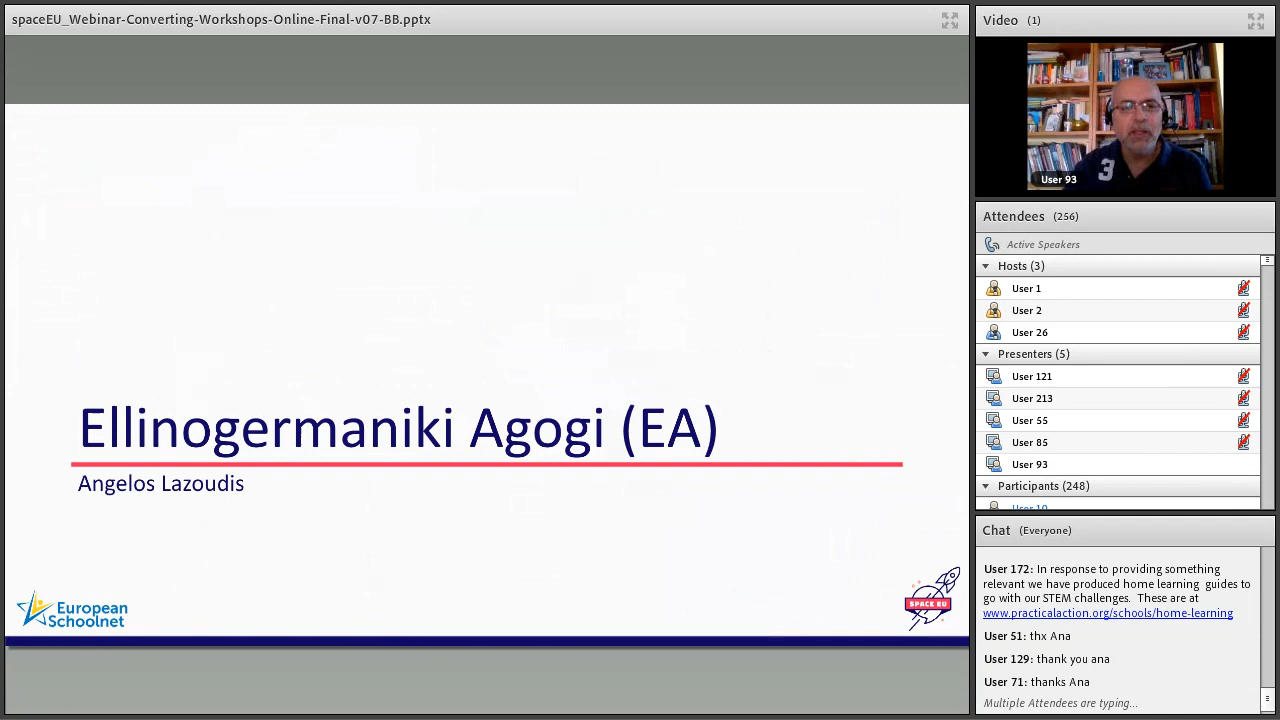 spaceEU_Webinar-Converting-Workshops-Online-Final-v07-BB.pptx
Ellinogermaniki Agogi (EA)
Angelos Lazoudis
European
Schoolnet
SPACE EU
Video (1)
3
User 93
Attendees (256)
Active Speakers
Hosts (3)
User 1
User 2
User 26
Presenters (5)
User 121
User 213
User 55
User 85
User 93
Participants (248)
User 10
Chat (Everyone)
User 172: In response to providing something
relevant we have produced home learning guides to
go with our STEM challenges. These are at
www.practicalaction.org/schools/home-learning
User 51: thx Ana
User 129: thank you ana
User 71: thanks Ana
Multiple Attendees are typing...